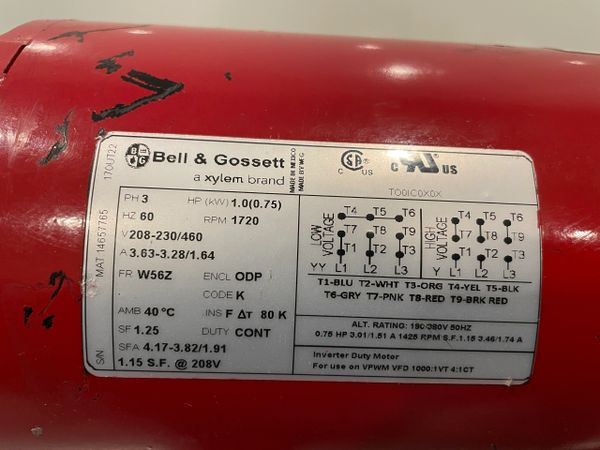 170UT22
MAT 14657765
S/N
B G
Bell & Gossett
a xylem brand
MADE IN MEXICO
MADE BY W-G
PH 3 HP (kW) 1.0(0.75)
HZ 60 RPM 1720
V 208-230/460
A 3.63-3.28/1.64
FR W56Z ENCL ODP
CODE K
AMB 40°C INS F ΔT 80 K
SF 1.25 DUTY CONT
SFA 4.17-3.82/1.91
1.15 S.F. @ 208V
C US
C UL US
T00IC0X0X
LOW VOLTAGE
T4 T5 T6
T7 T8 T9
T1 T2 T3
YY L1 L2 L3
HIGH VOLTAGE
T4 T5 T6
T7 T8 T9
T1 T2 T3
Y L1 L2 L3
T1-BLU T2-WHT T3-ORG T4-YEL T5-BLK
T6-GRY T7-PNK T8-RED T9-BRK RED
ALT. RATING: 190/380V 50HZ
0.75 HP 3.01/1.51 A 1425 RPM S.F.1.15 3.46/1.74 A
Inverter Duty Motor
For use on VPWM VFD 1000:1VT 4:1CT